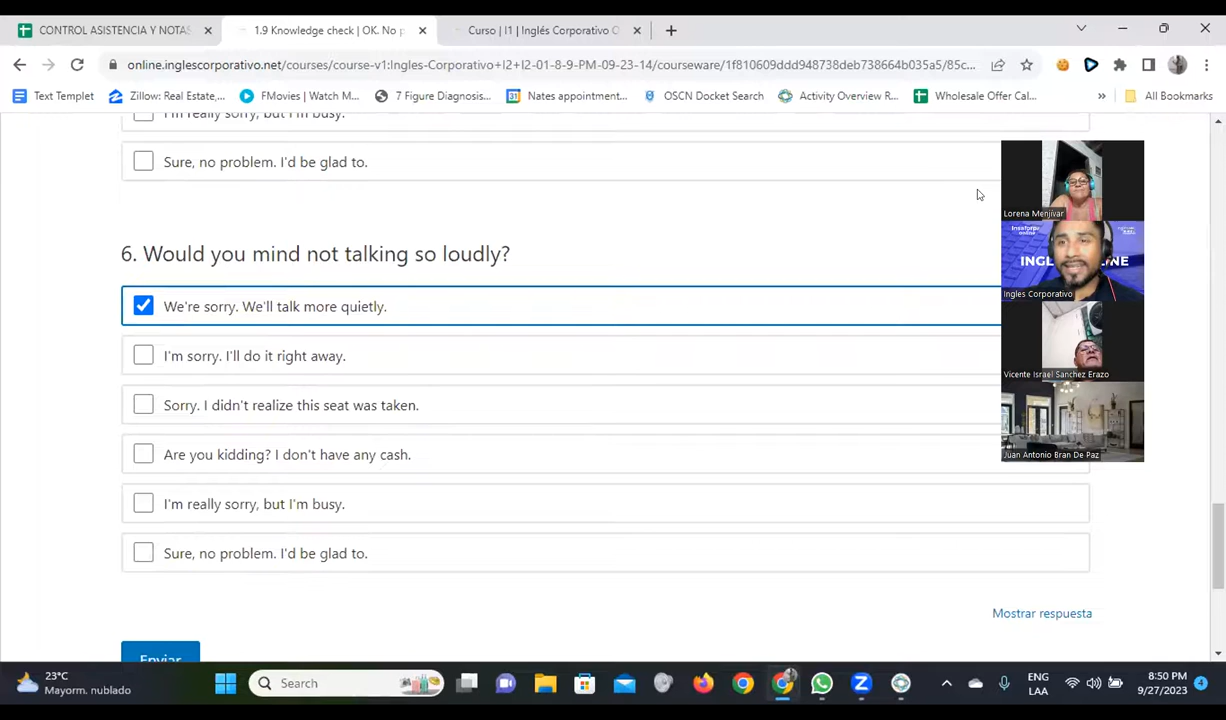 CONTROL ASISTENCIA Y NOTAS
1.9 Knowledge check | OK. No p
Curso | I1 | Inglés Corporativo O
online.inglescorporativo.net/courses/course-v1:Ingles-Corporativo+I2+I2-01-8-9-PM-09-23-14/courseware/1f810609ddd948738deb738664b035a5/85c...
Text Templet
Zillow: Real Estate,...
FMovies | Watch M...
7 Figure Diagnosis...
31
Nates appointment...
OSCN Docket Search
Activity Overview R...
Wholesale Offer Cal...
»
All Bookmarks
I'm really sorry, but I'm busy.
Sure, no problem. I'd be glad to.
Lorena Menjívar
6. Would you mind not talking so loudly?
INGL
LINE
Ingles Corporativo
We're sorry. We'll talk more quietly.
I'm sorry. I'll do it right away.
Vicente Israel Sanchez Erazo
Sorry. I didn't realize this seat was taken.
Are you kidding? I don't have any cash.
Juan Antonio Bran De Paz
I'm really sorry, but I'm busy.
Sure, no problem. I'd be glad to.
Mostrar respuesta
Enviar
23°C
Mayorm. nublado
Search
ENG
LAA
8:50 PM
9/27/2023
4